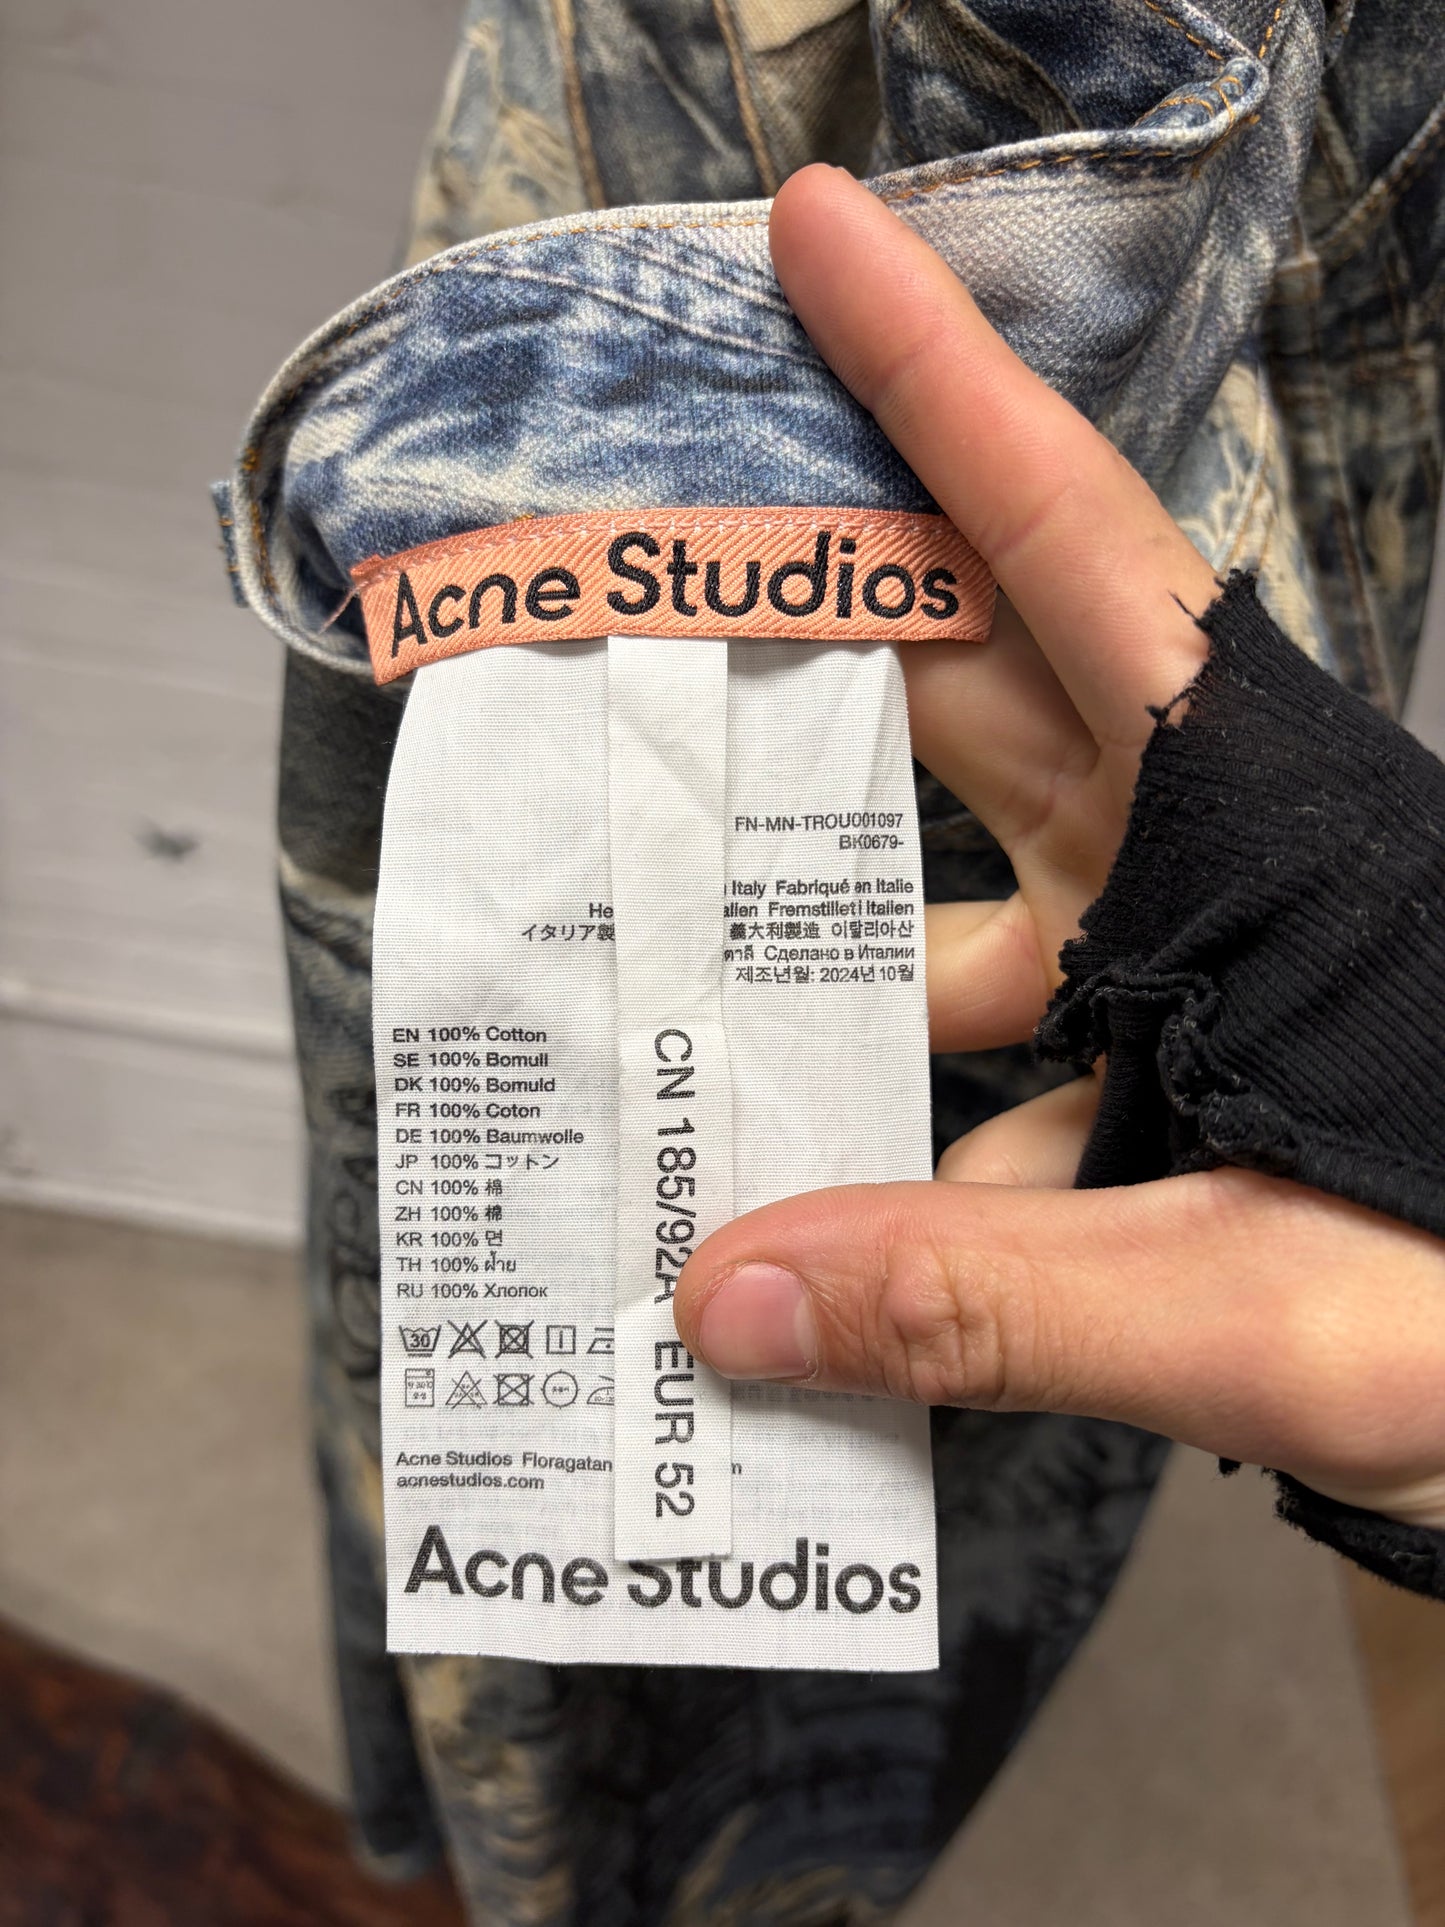 Acne Studios
FN-MN-TROU001097
BK0679-
Italy Fabriqué en Italie
He Fremstillet i Italien
イタリア製 義大利製造 이탈리아산
Сделано в Италии
제조년월: 2024년 10월
EN 100% Cotton
SE 100% Bomull
DK 100% Bomuld
FR 100% Coton
DE 100% Baumwolle
JP 100% コットン
CN 100% 棉
ZH 100% 棉
KR 100% 면
TH 100% ฝ้าย
RU 100% Хлопок
30
CN 185/92A EUR 52
Acne Studios Floragatan
acnestudios.com
Acne Studios